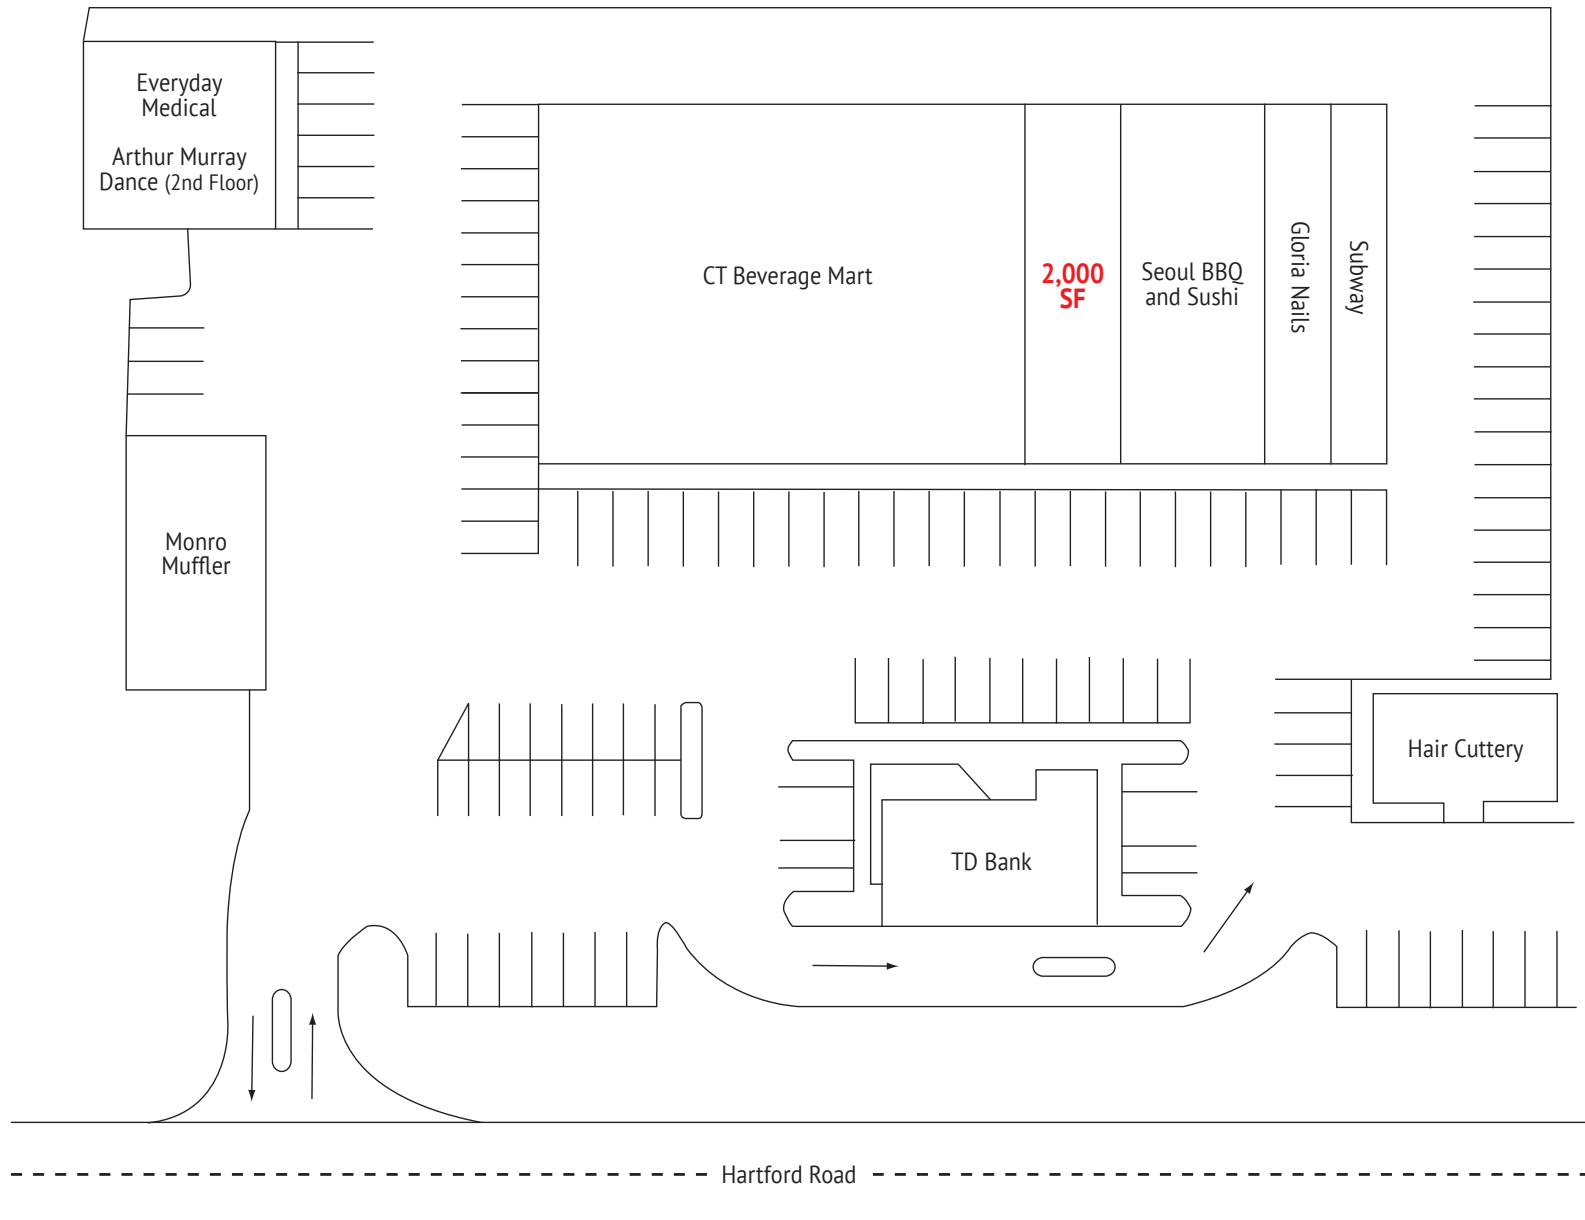 Everyday
Medical
Arthur Murray
Dance (2nd Floor)
CT Beverage Mart
2,000
SF
Seoul BBQ
and Sushi
Gloria Nails
Subway
Monro
Muffler
Hair Cuttery
TD Bank
Hartford Road